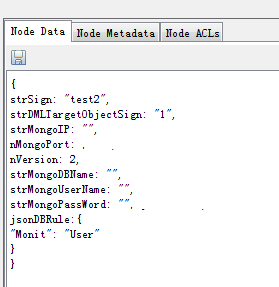 Node Data Node Metadata Node ACLs
{
strSign: "test2",
strDMLTargetObjectSign: "1",
strMongoIP: "",
nMongoPort: ,
nVersion: 2,
strMongoDBName: "",
strMongoUserName: "",
strMongoPassWord: "",
jsonDBRule:{
"Monit": "User"
}
}